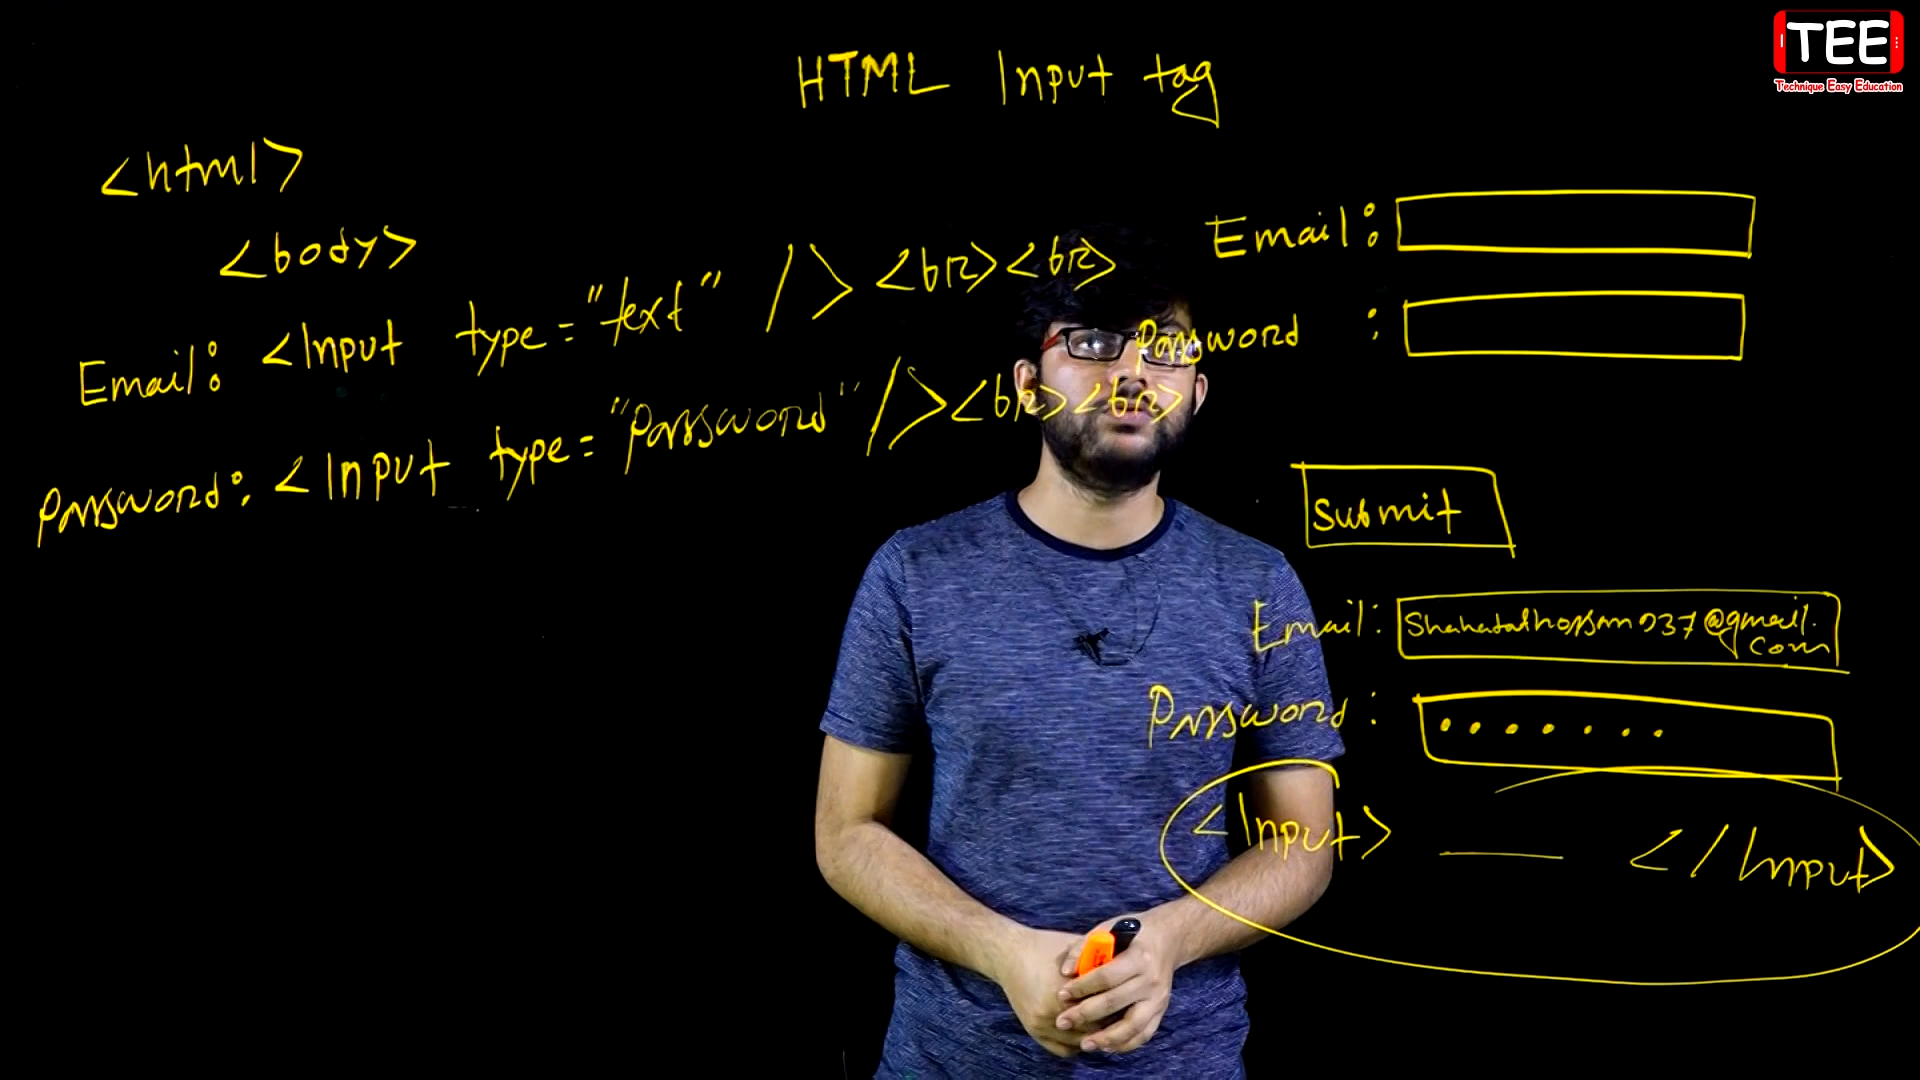 TEE
Technique Easy Education
HTML Input tag
<html>
<body>
Email: <Input type="text" /> <br><br>
Password: <Input type="Password" /> <br><br>
Email:
Password :
Submit
Email: @gmail.
com
Password :
<Input> </Input>